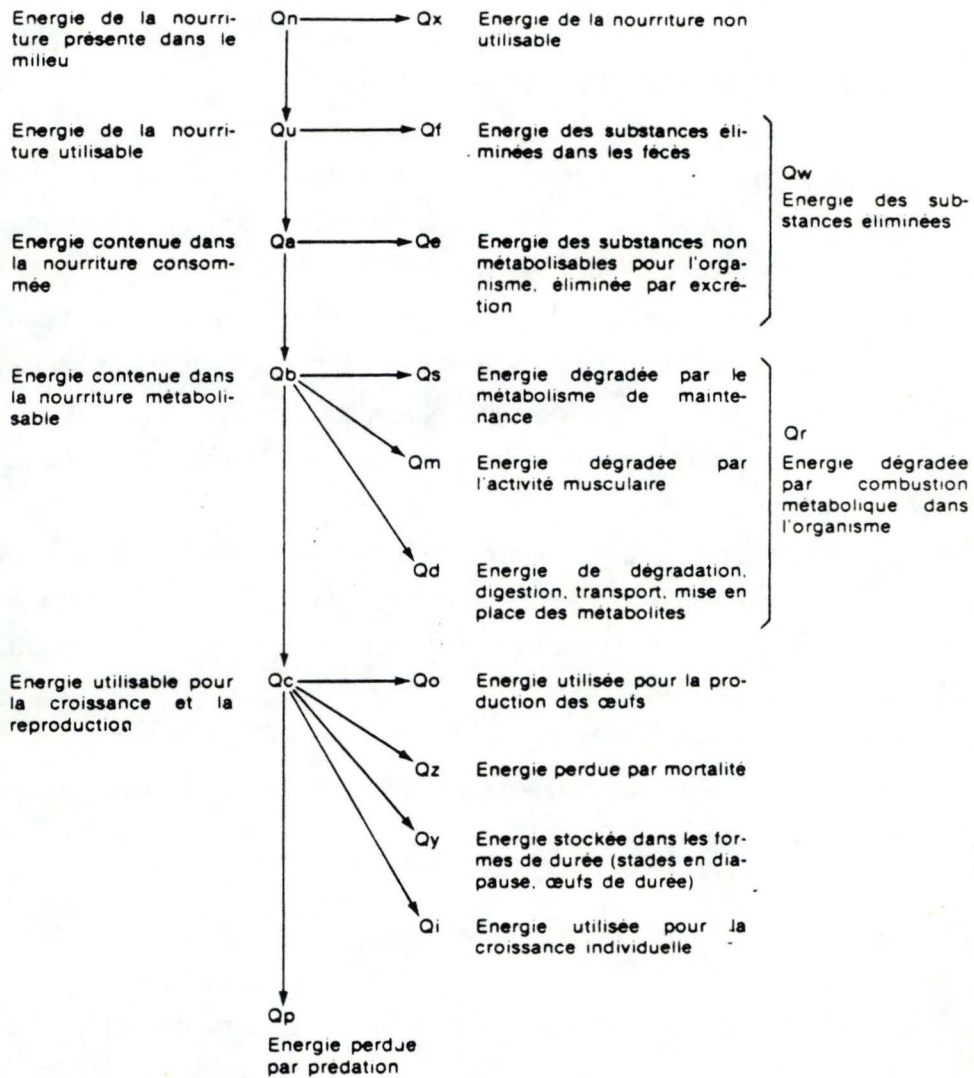 Energie de la nourri-
ture présente dans le
milieu
Qn
Qx
Energie de la nourriture non
utilisable
Energie de la nourri-
ture utilisable
Qu
Qf
Energie des substances éli-
minées dans les fécès
Qw
Energie des sub-
stances éliminées
Energie contenue dans
la nourriture consom-
mée
Qa
Qe
Energie des substances non
métabolisables pour l'orga-
nisme, éliminée par excré-
tion
Energie contenue dans
la nourriture métaboli-
sable
Qb
Qs
Energie dégradée par le
métabolisme de mainte-
nance
Qm
Energie dégradée par
l'activité musculaire
Qr
Energie dégradée
par combustion
métabolique dans
l'organisme
Qd
Energie de dégradation,
digestion, transport, mise en
place des métabolites
Energie utilisable pour
la croissance et la
reproduction
Qc
Qo
Energie utilisée pour la pro-
duction des œufs
Qz
Energie perdue par mortalité
Qy
Energie stockée dans les for-
mes de durée (stades en dia-
pause, œufs de durée)
Qi
Energie utilisée pour la
croissance individuelle
Qp
Energie perdue
par prédation